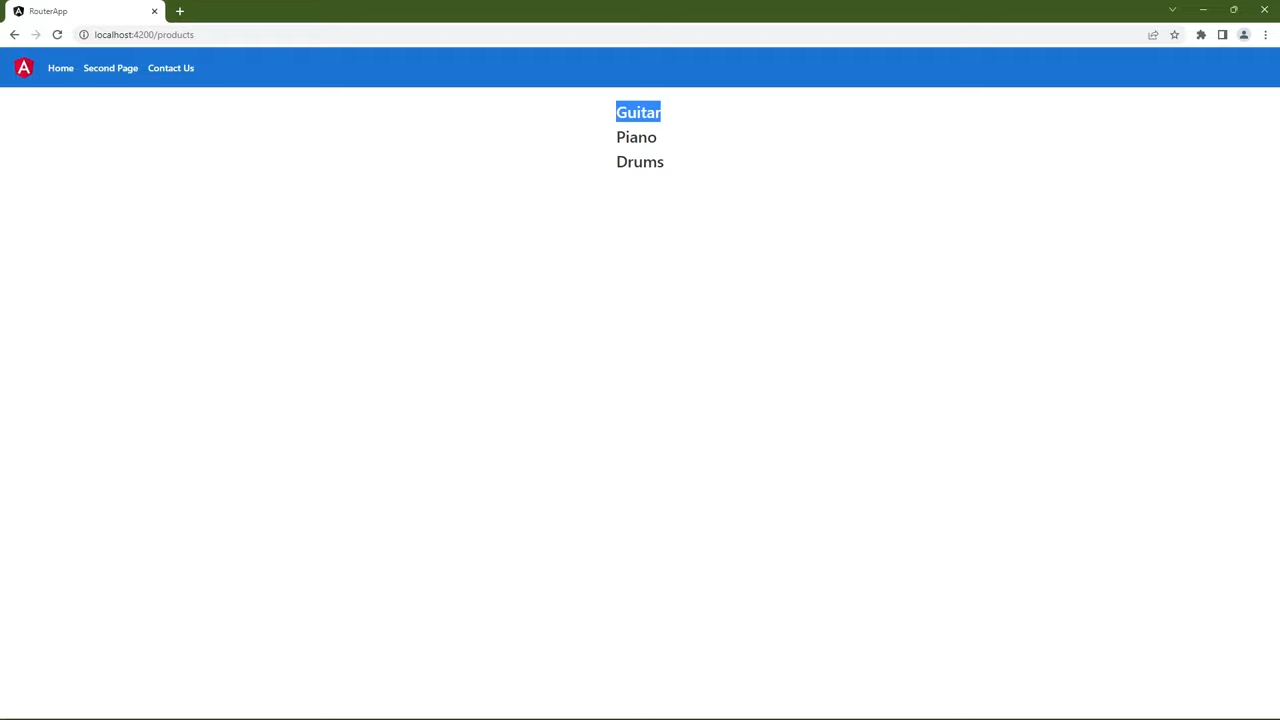 RouterApp
localhost:4200/products
Home Second Page Contact Us
Guitar
Piano
Drums